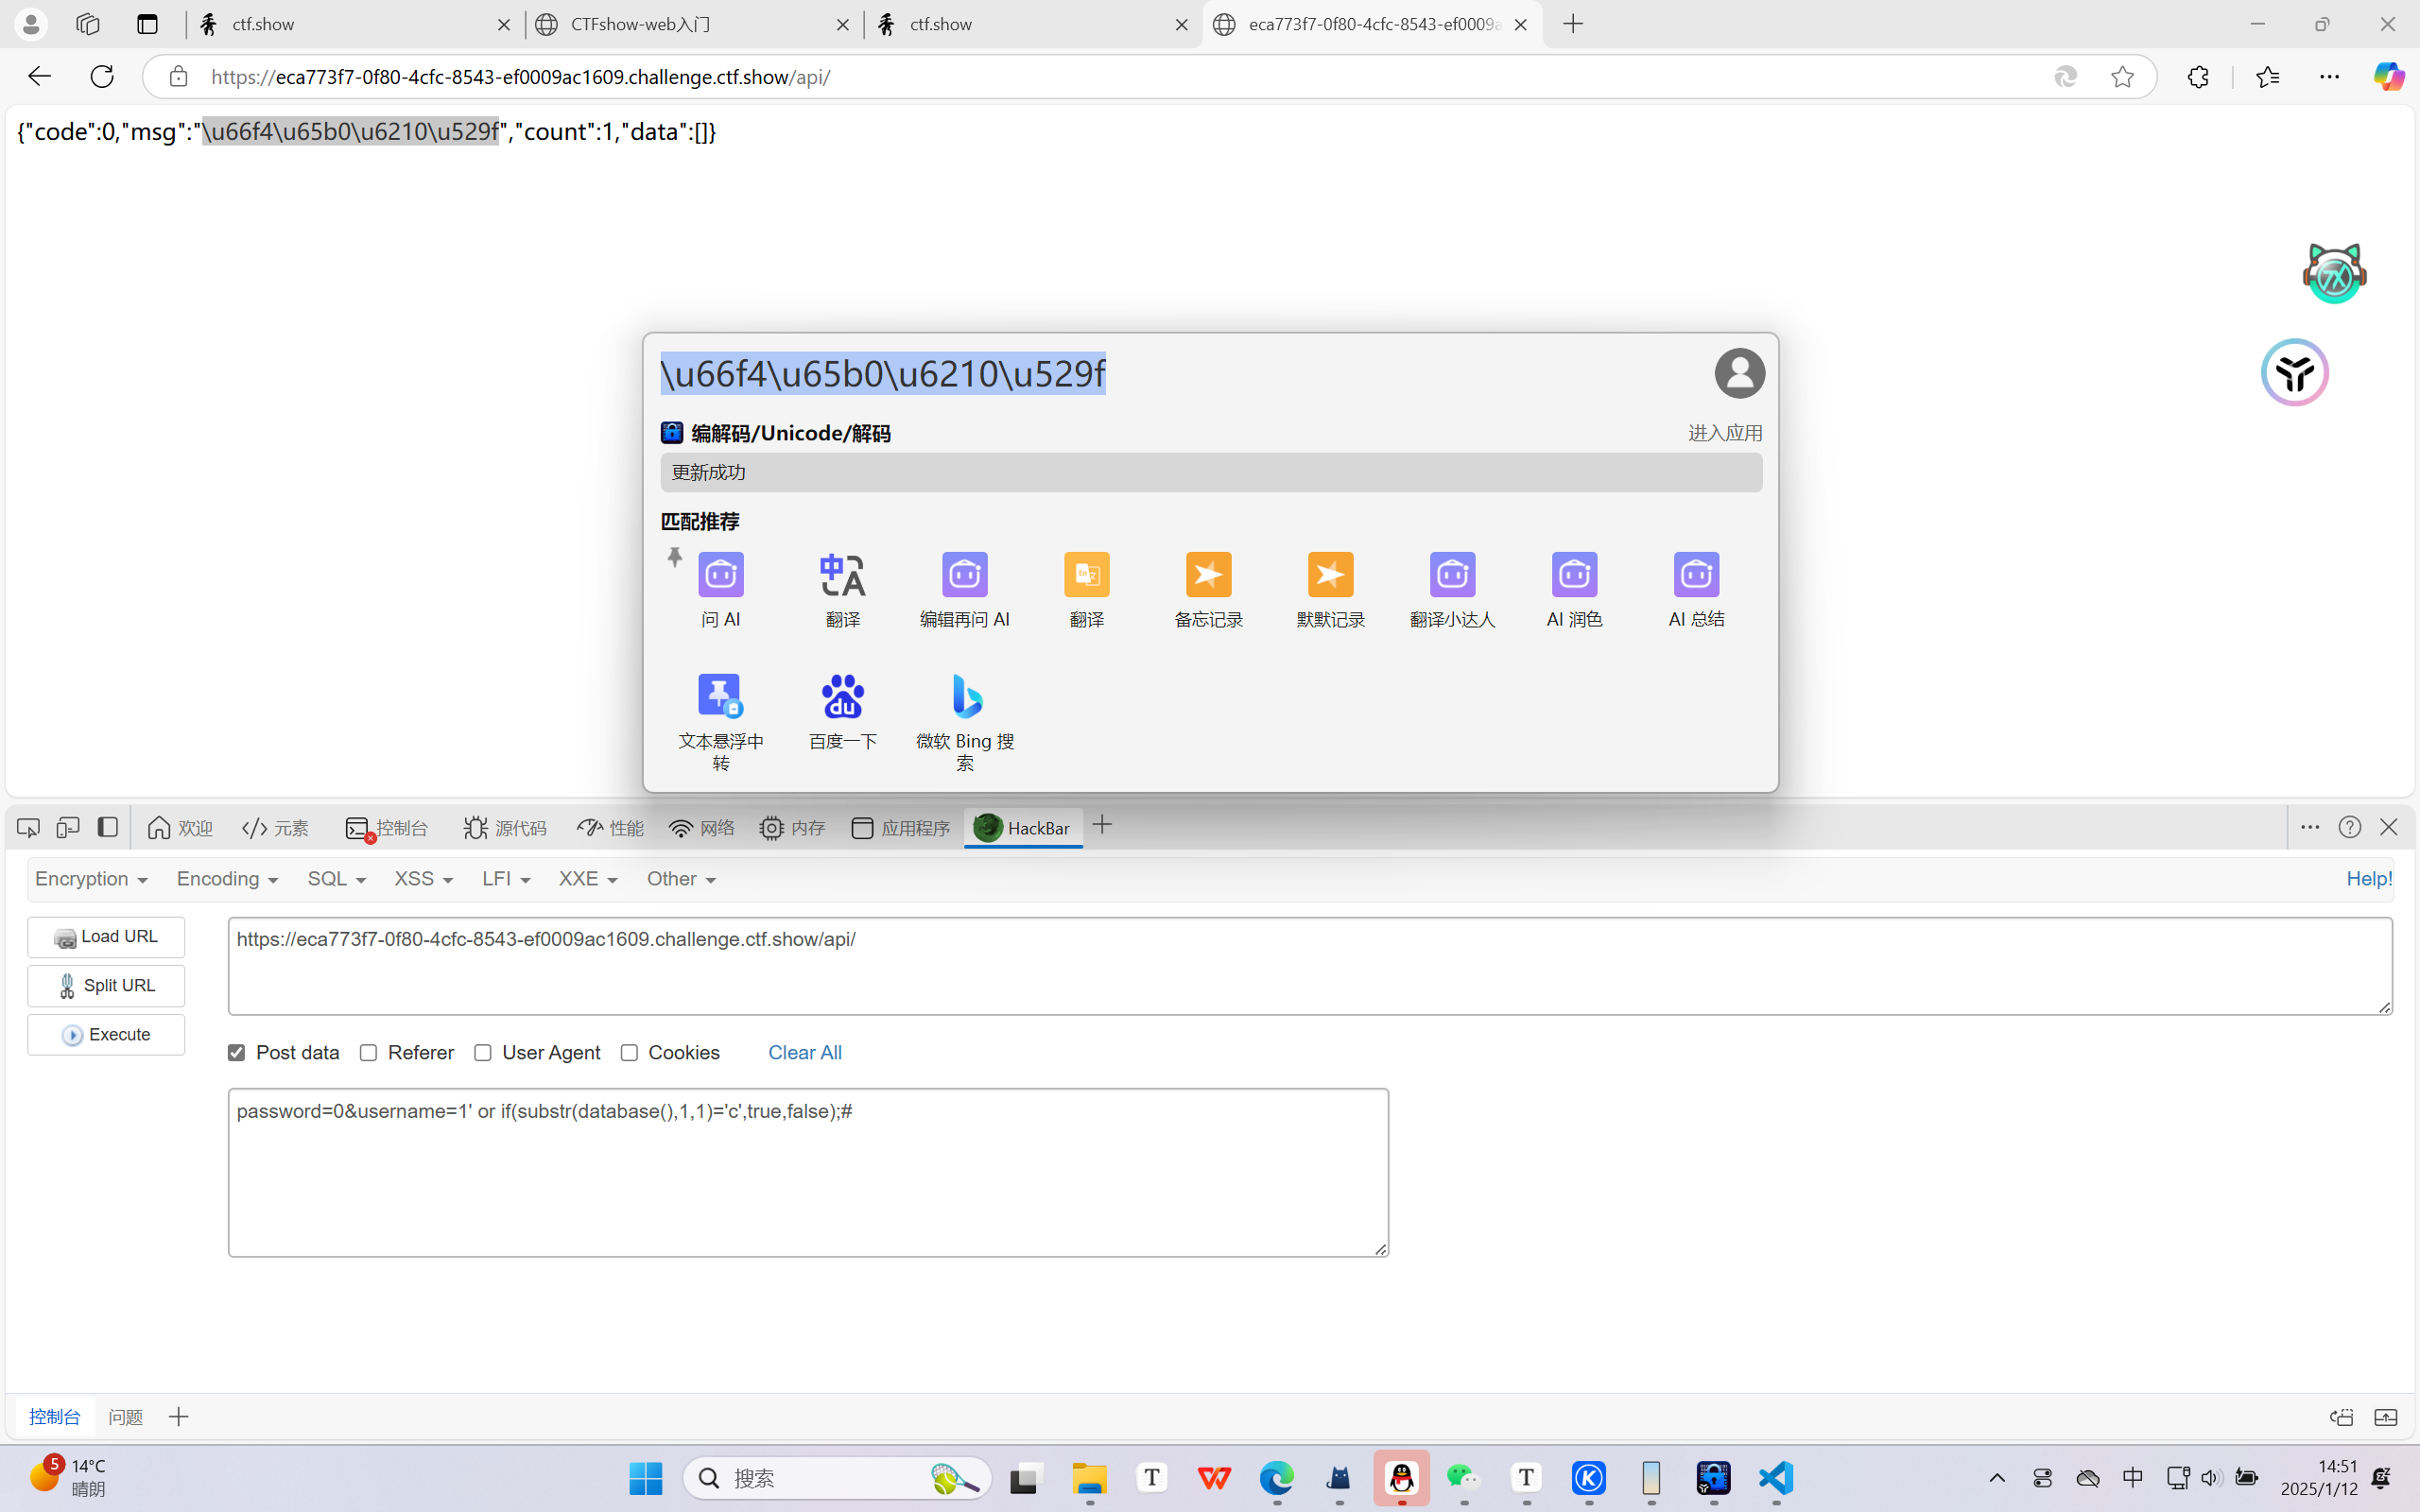 ctf.show
CTFshow-web入门
ctf.show
eca773f7-0f80-4cfc-8543-ef0009a
https://eca773f7-0f80-4cfc-8543-ef0009ac1609.challenge.ctf.show/api/
{"code":0,"msg":"\u66f4\u65b0\u6210\u529f","count":1,"data":[]}
\u66f4\u65b0\u6210\u529f
编解码/Unicode/解码
进入应用
更新成功
匹配推荐
问 AI
翻译
编辑再问 AI
翻译
备忘记录
默默记录
翻译小达人
AI 润色
AI 总结
文本悬浮中
转
百度一下
微软 Bing 搜
索
欢迎
元素
控制台
源代码
性能
网络
内存
应用程序
HackBar
Encryption
Encoding
SQL
XSS
LFI
XXE
Other
Help!
Load URL
Split URL
Execute
https://eca773f7-0f80-4cfc-8543-ef0009ac1609.challenge.ctf.show/api/
Post data
Referer
User Agent
Cookies
Clear All
password=0&username=1' or if(substr(database(),1,1)='c',true,false);#
控制台
问题
5
14°C
晴朗
搜索
中
14:51
2025/1/12